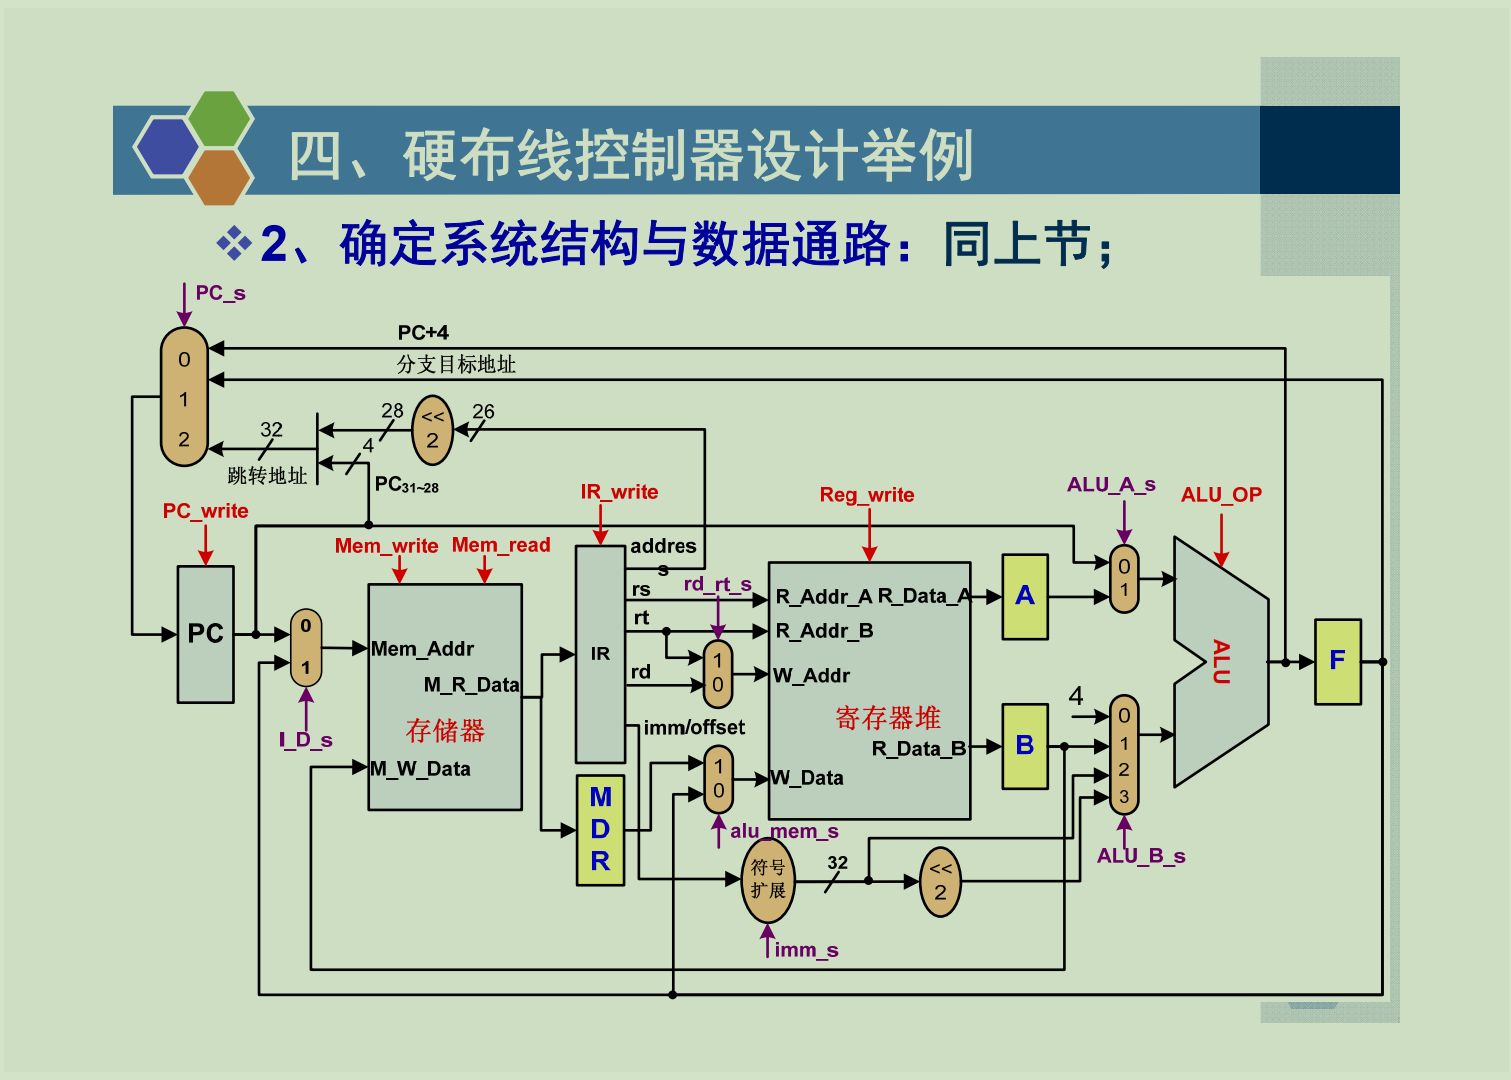 四、硬布线控制器设计举例
2、确定系统结构与数据通路：同上节；
PC_s
PC+4
0
分支目标地址
1
28
<<
2
26
2
32
4
跳转地址
PC31~28
PC_write
IR_write
Reg_write
ALU_A_s
ALU_OP
Mem_write
Mem_read
addres
s
rd_rt_s
0
1
rs
R_Addr_A
R_Data_A
A
rt
R_Addr_B
PC
0
1
Mem_Addr
IR
1
0
rd
W_Addr
ALU
F
M_R_Data
4
存储器
imm/offset
寄存器堆
0
1
2
3
I_D_s
R_Data_B
B
M_W_Data
1
0
W_Data
M
D
R
alu_mem_s
ALU_B_s
符号
扩展
32
<<
2
imm_s